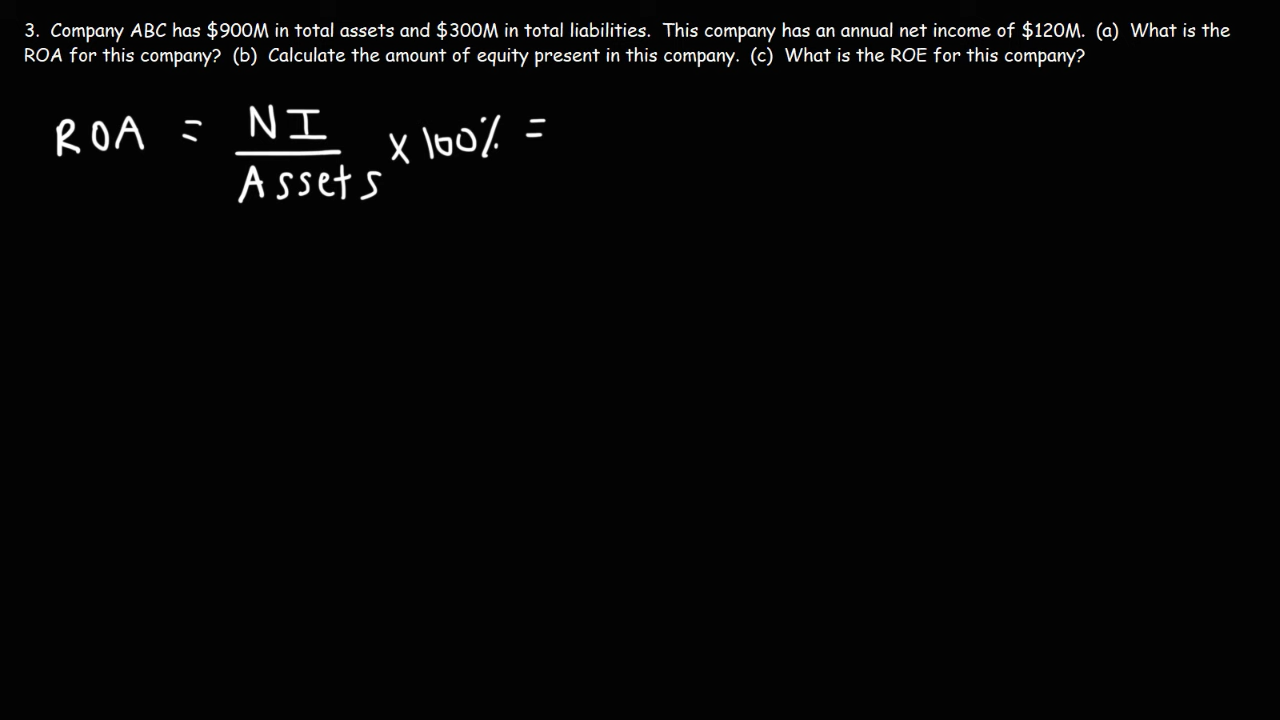 3. Company ABC has $900M in total assets and $300M in total liabilities. This company has an annual net income of $120M. (a) What is the
ROA for this company? (b) Calculate the amount of equity present in this company. (c) What is the ROE for this company?
ROA = NI / Assets x 100% =